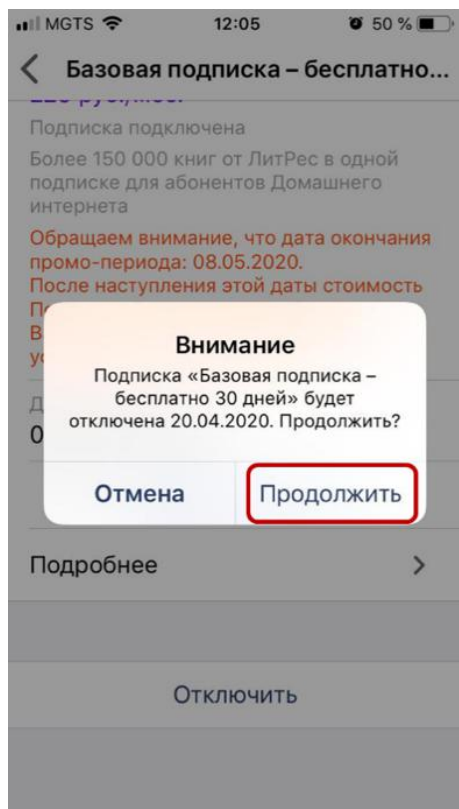 MGTS 12:05 50 %
Базовая подписка – бесплатно...
Подписка подключена
Более 150 000 книг от ЛитРес в одной
подписке для абонентов Домашнего
интернета
Обращаем внимание, что дата окончания
промо-периода: 08.05.2020.
После наступления этой даты стоимость
Внимание
Подписка «Базовая подписка –
бесплатно 30 дней» будет
отключена 20.04.2020. Продолжить?
Отмена Продолжить
Подробнее
Отключить